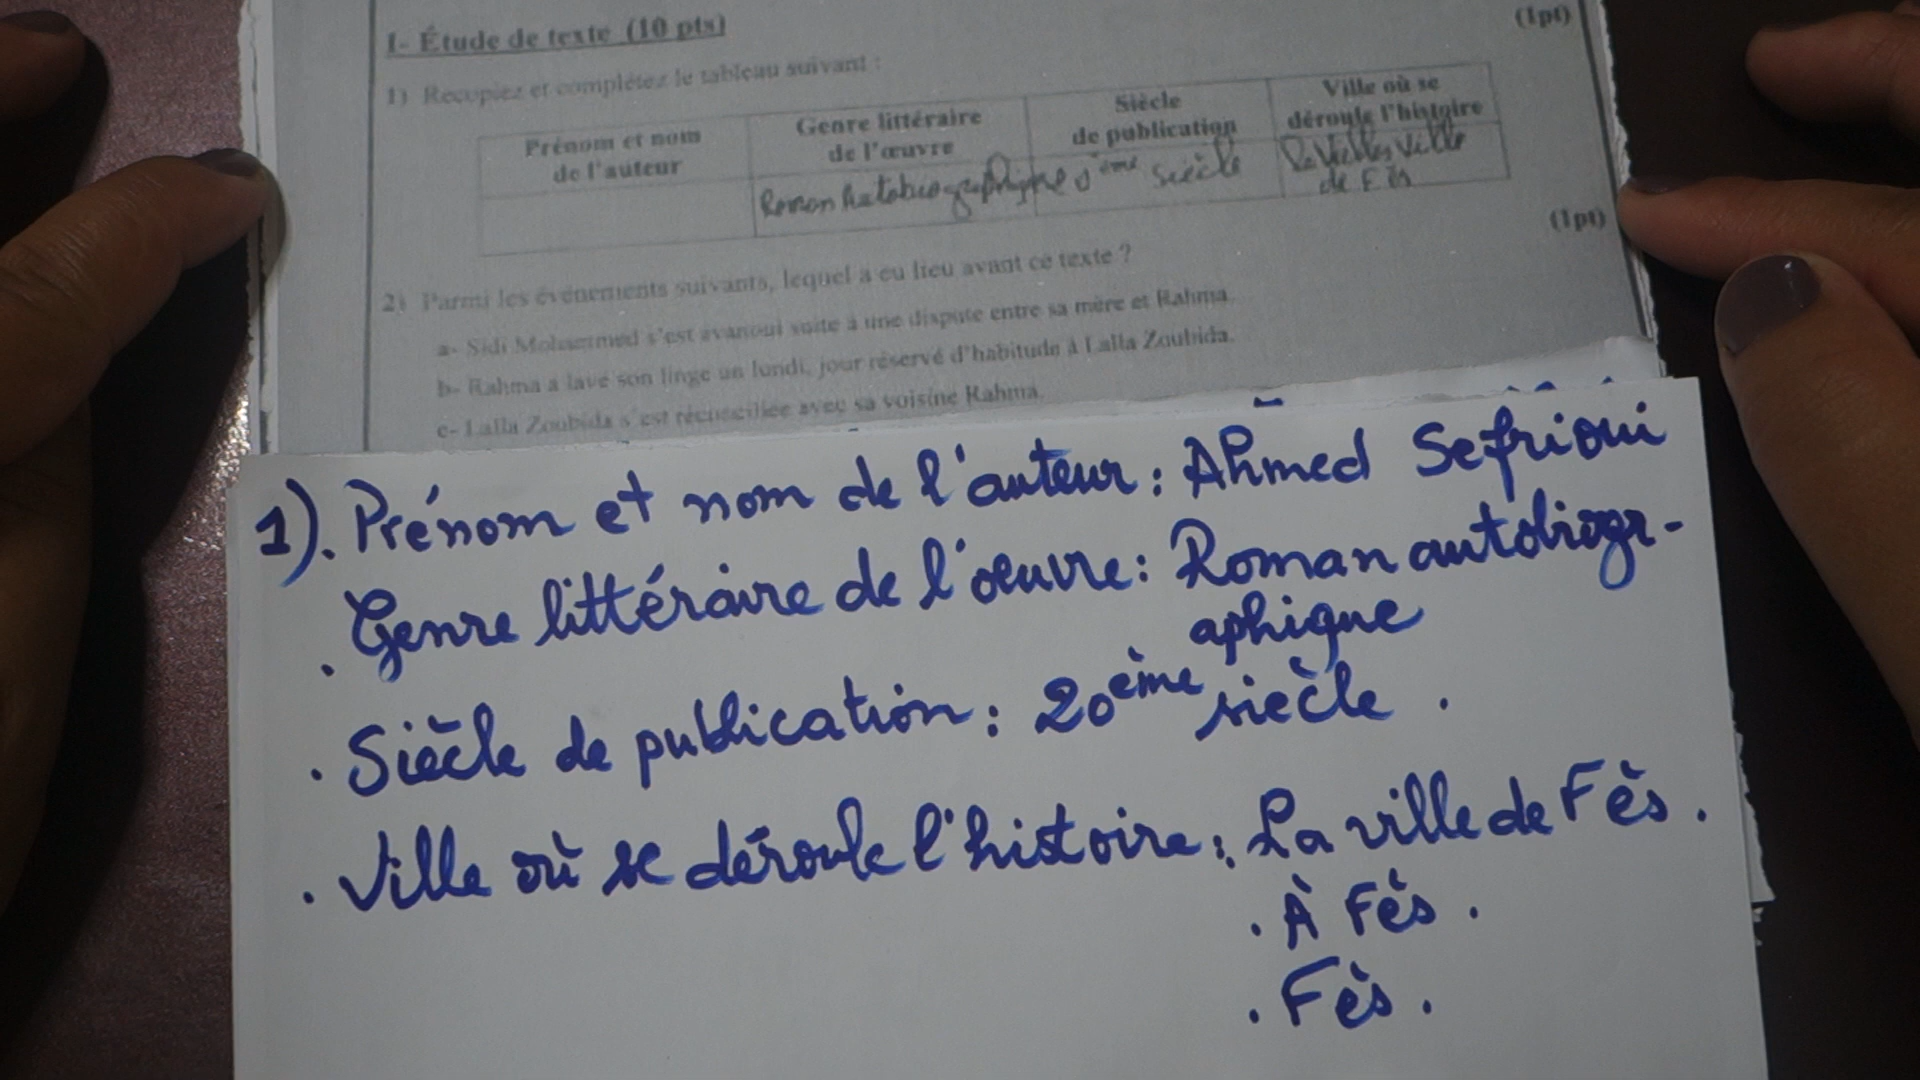 I- Étude de texte (10 pts)
(1pt)
1) Recopiez et complétez le tableau suivant :
Prénom et nom de l'auteur
Genre littéraire de l'œuvre
Siècle de publication
Ville où se déroule l'histoire
Roman Autobiographique
ème siècle
Ville de Fès
(1pt)
2) Parmi les événements suivants, lequel a eu lieu avant ce texte ?
a- Sidi Mohammed s'est évanoui suite à une dispute entre sa mère et Rahma.
b- Rahma a lavé son linge un lundi, jour réservé d'habitude à Lalla Zoubida.
c- Lalla Zoubida s'est réconciliée avec sa voisine Rahma.
1). Prénom et nom de l'auteur : Ahmed Sefrioui
. Genre littéraire de l'oeuvre : Roman autobiogr-
aphique
. Siècle de publication : 20ème siècle .
. Ville où se déroule l'histoire : La ville de Fès .
. À Fès .
. Fès .